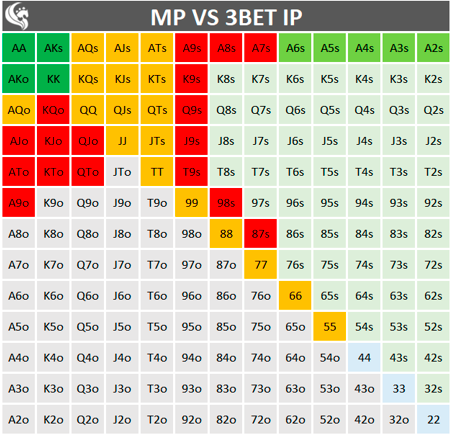 MP VS 3BET IP
AA AKs AQs AJs ATs A9s A8s A7s A6s A5s A4s A3s A2s
AKo KK KQs KJs KTs K9s K8s K7s K6s K5s K4s K3s K2s
AQo KQo QQ QJs QTs Q9s Q8s Q7s Q6s Q5s Q4s Q3s Q2s
AJo KJo QJo JJ JTs J9s J8s J7s J6s J5s J4s J3s J2s
ATo KTo QTo JTo TT T9s T8s T7s T6s T5s T4s T3s T2s
A9o K9o Q9o J9o T9o 99 98s 97s 96s 95s 94s 93s 92s
A8o K8o Q8o J8o T8o 98o 88 87s 86s 85s 84s 83s 82s
A7o K7o Q7o J7o T7o 97o 87o 77 76s 75s 74s 73s 72s
A6o K6o Q6o J6o T6o 96o 86o 76o 66 65s 64s 63s 62s
A5o K5o Q5o J5o T5o 95o 85o 75o 65o 55 54s 53s 52s
A4o K4o Q4o J4o T4o 94o 84o 74o 64o 54o 44 43s 42s
A3o K3o Q3o J3o T3o 93o 83o 73o 63o 53o 43o 33 32s
A2o K2o Q2o J2o T2o 92o 82o 72o 62o 52o 42o 32o 22